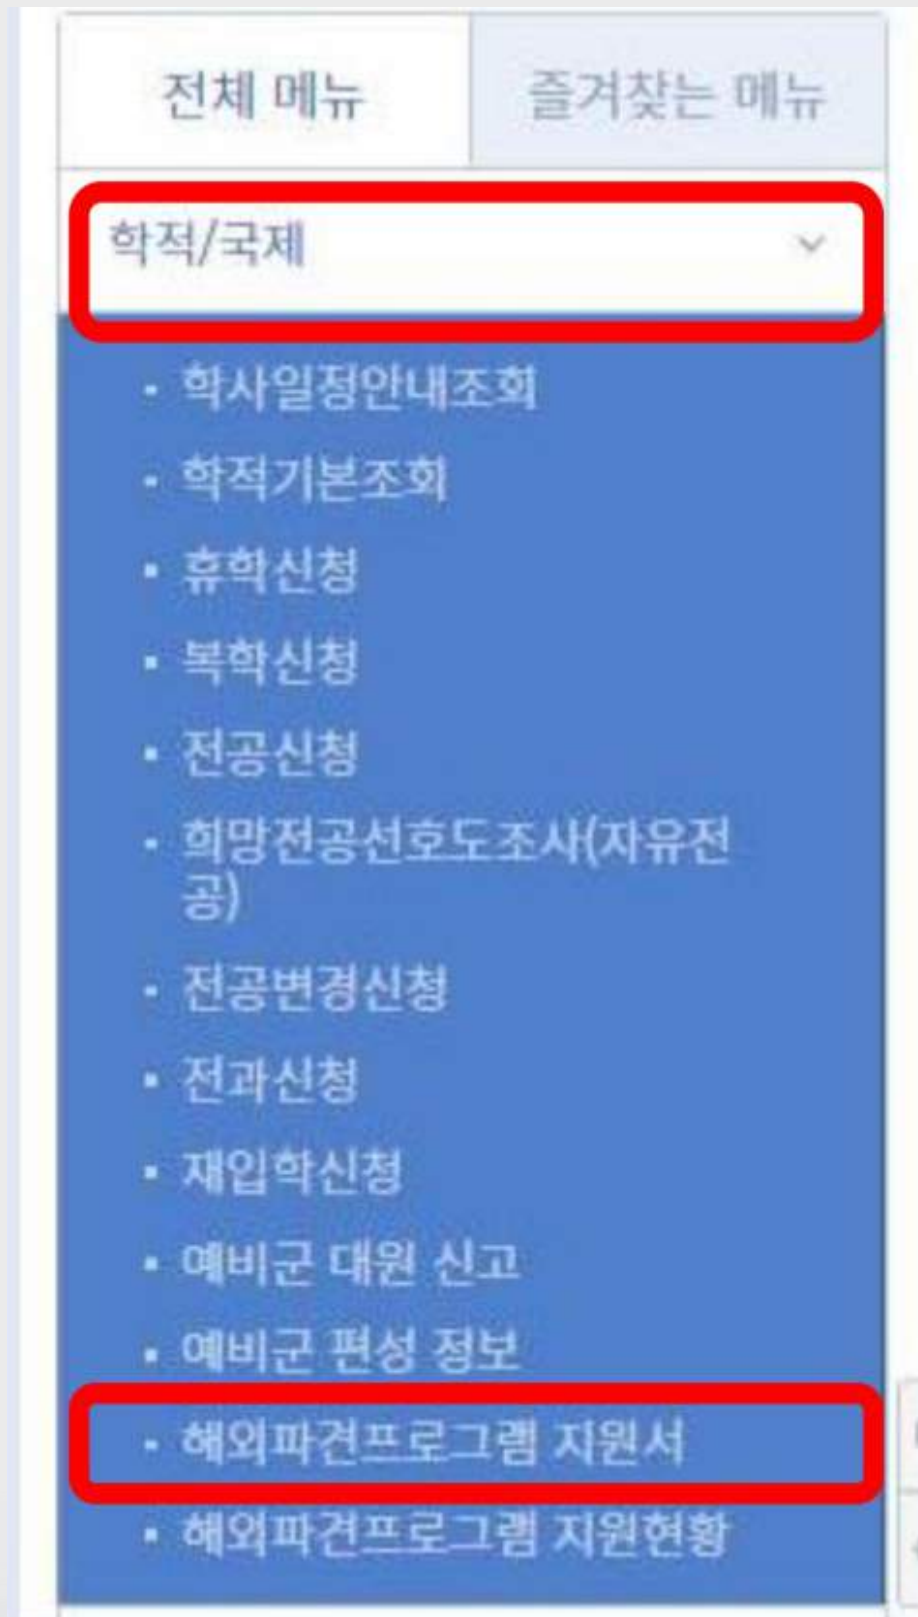 전체 메뉴
즐겨찾는 메뉴
학적/국제
· 학사일정안내조회
· 학적기본조회
· 휴학신청
· 복학신청
· 전공신청
· 희망전공선호도조사(자유전
공)
· 전공변경신청
· 전과신청
· 재입학신청
· 예비군 대원 신고
· 예비군 편성 정보
· 해외파견프로그램 지원서
· 해외파견프로그램 지원현황